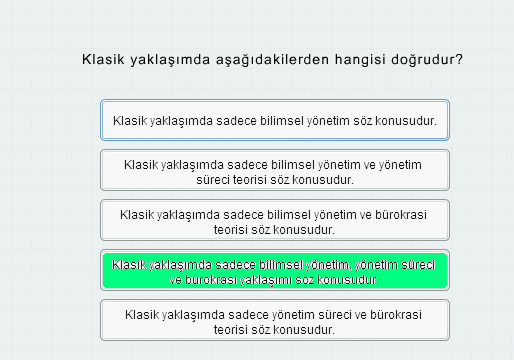 Klasik yaklaşımda aşağıdakilerden hangisi doğrudur?
Klasik yaklaşımda sadece bilimsel yönetim söz konusudur.
Klasik yaklaşımda sadece bilimsel yönetim ve yönetim
süreci teorisi söz konusudur.
Klasik yaklaşımda sadece bilimsel yönetim ve bürokrasi
teorisi söz konusudur.
Klasik yaklaşımda sadece bilimsel yönetim, yönetim süreci
ve bürokrasi yaklaşımı söz konusudur.
Klasik yaklaşımda sadece yönetim süreci ve bürokrasi
teorisi söz konusudur.